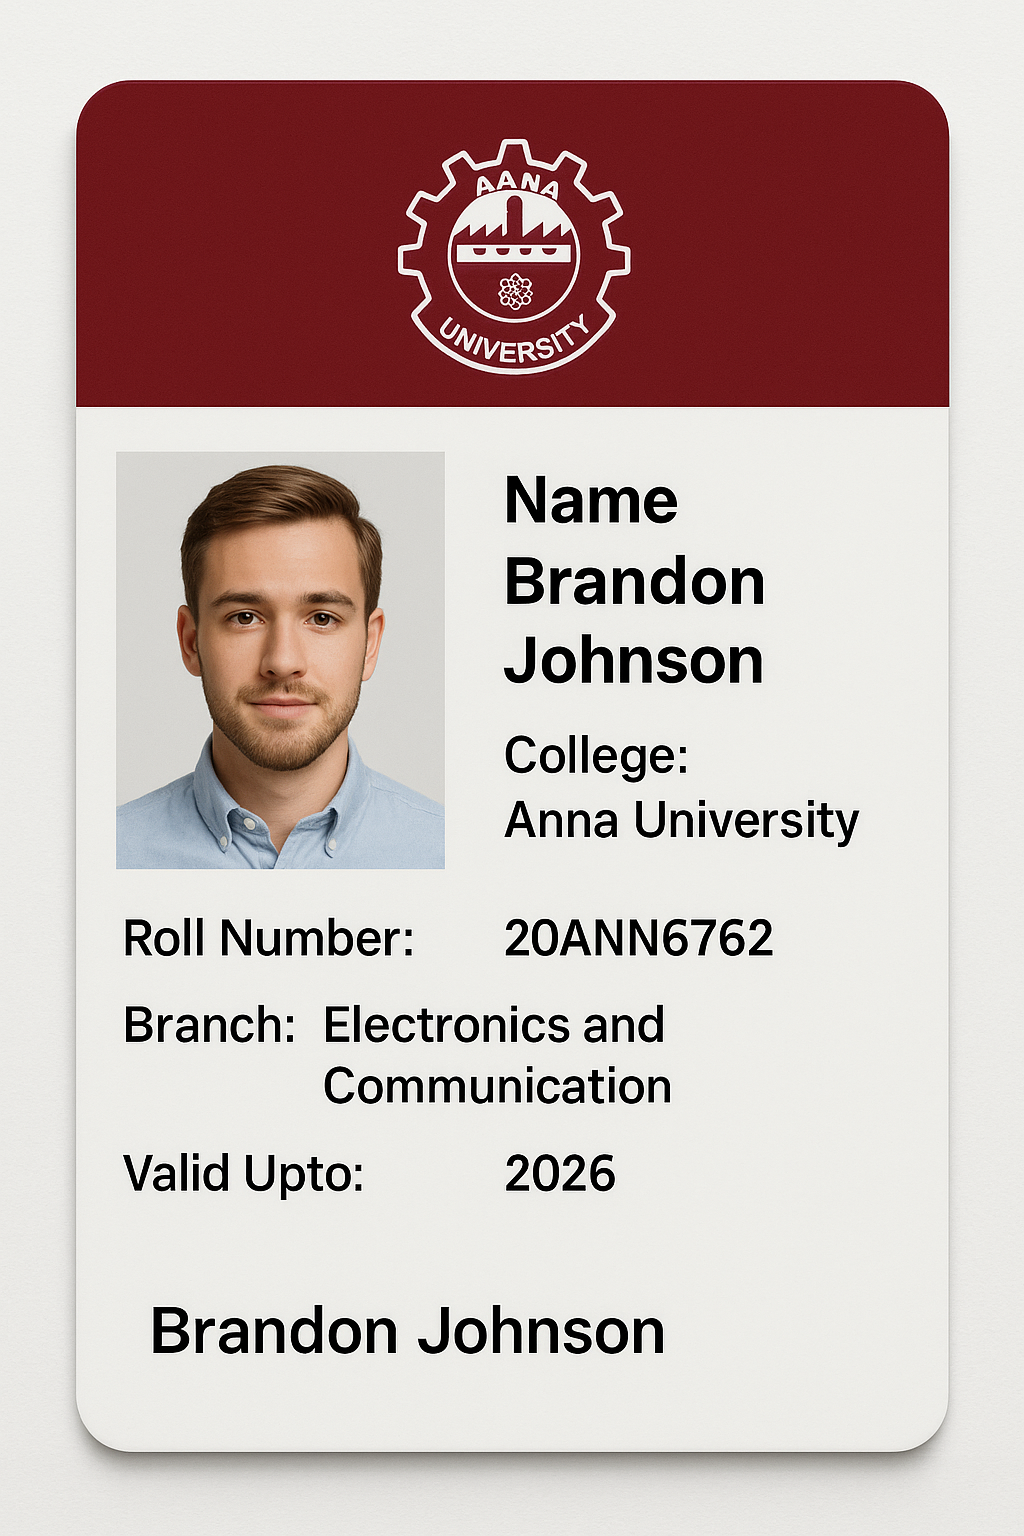 AANA
UNIVERSITY
Name
Brandon
Johnson
College:
Anna University
Roll Number: 20ANN6762
Branch: Electronics and
Communication
Valid Upto: 2026
Brandon Johnson